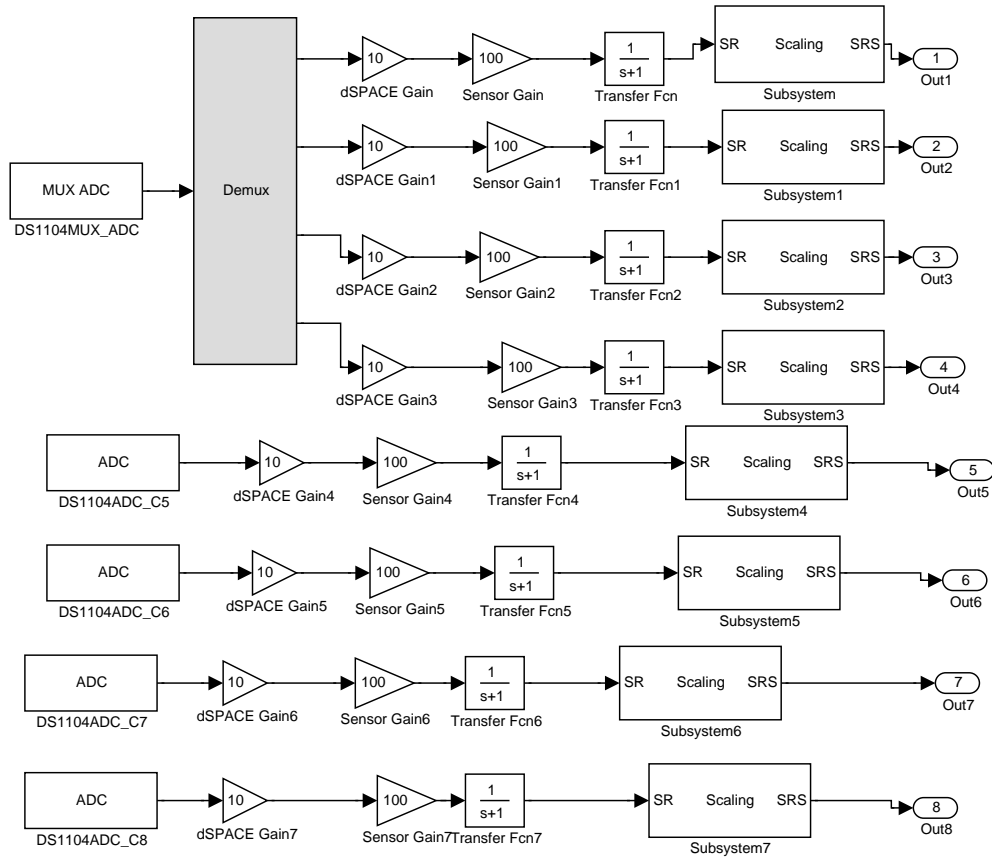 MUX ADC
DS1104MUX_ADC
Demux
10
dSPACE Gain
100
Sensor Gain
1
s+1
Transfer Fcn
SR Scaling SRS
Subsystem
1
Out1
10
dSPACE Gain1
100
Sensor Gain1
1
s+1
Transfer Fcn1
SR Scaling SRS
Subsystem1
2
Out2
10
dSPACE Gain2
100
Sensor Gain2
1
s+1
Transfer Fcn2
SR Scaling SRS
Subsystem2
3
Out3
10
dSPACE Gain3
100
Sensor Gain3
1
s+1
Transfer Fcn3
SR Scaling SRS
Subsystem3
4
Out4
ADC
DS1104ADC_C5
10
dSPACE Gain4
100
Sensor Gain4
1
s+1
Transfer Fcn4
SR Scaling SRS
Subsystem4
5
Out5
ADC
DS1104ADC_C6
10
dSPACE Gain5
100
Sensor Gain5
1
s+1
Transfer Fcn5
SR Scaling SRS
Subsystem5
6
Out6
ADC
DS1104ADC_C7
10
dSPACE Gain6
100
Sensor Gain6
1
s+1
Transfer Fcn6
SR Scaling SRS
Subsystem6
7
Out7
ADC
DS1104ADC_C8
10
dSPACE Gain7
100
Sensor Gain7
1
s+1
Transfer Fcn7
SR Scaling SRS
Subsystem7
8
Out8